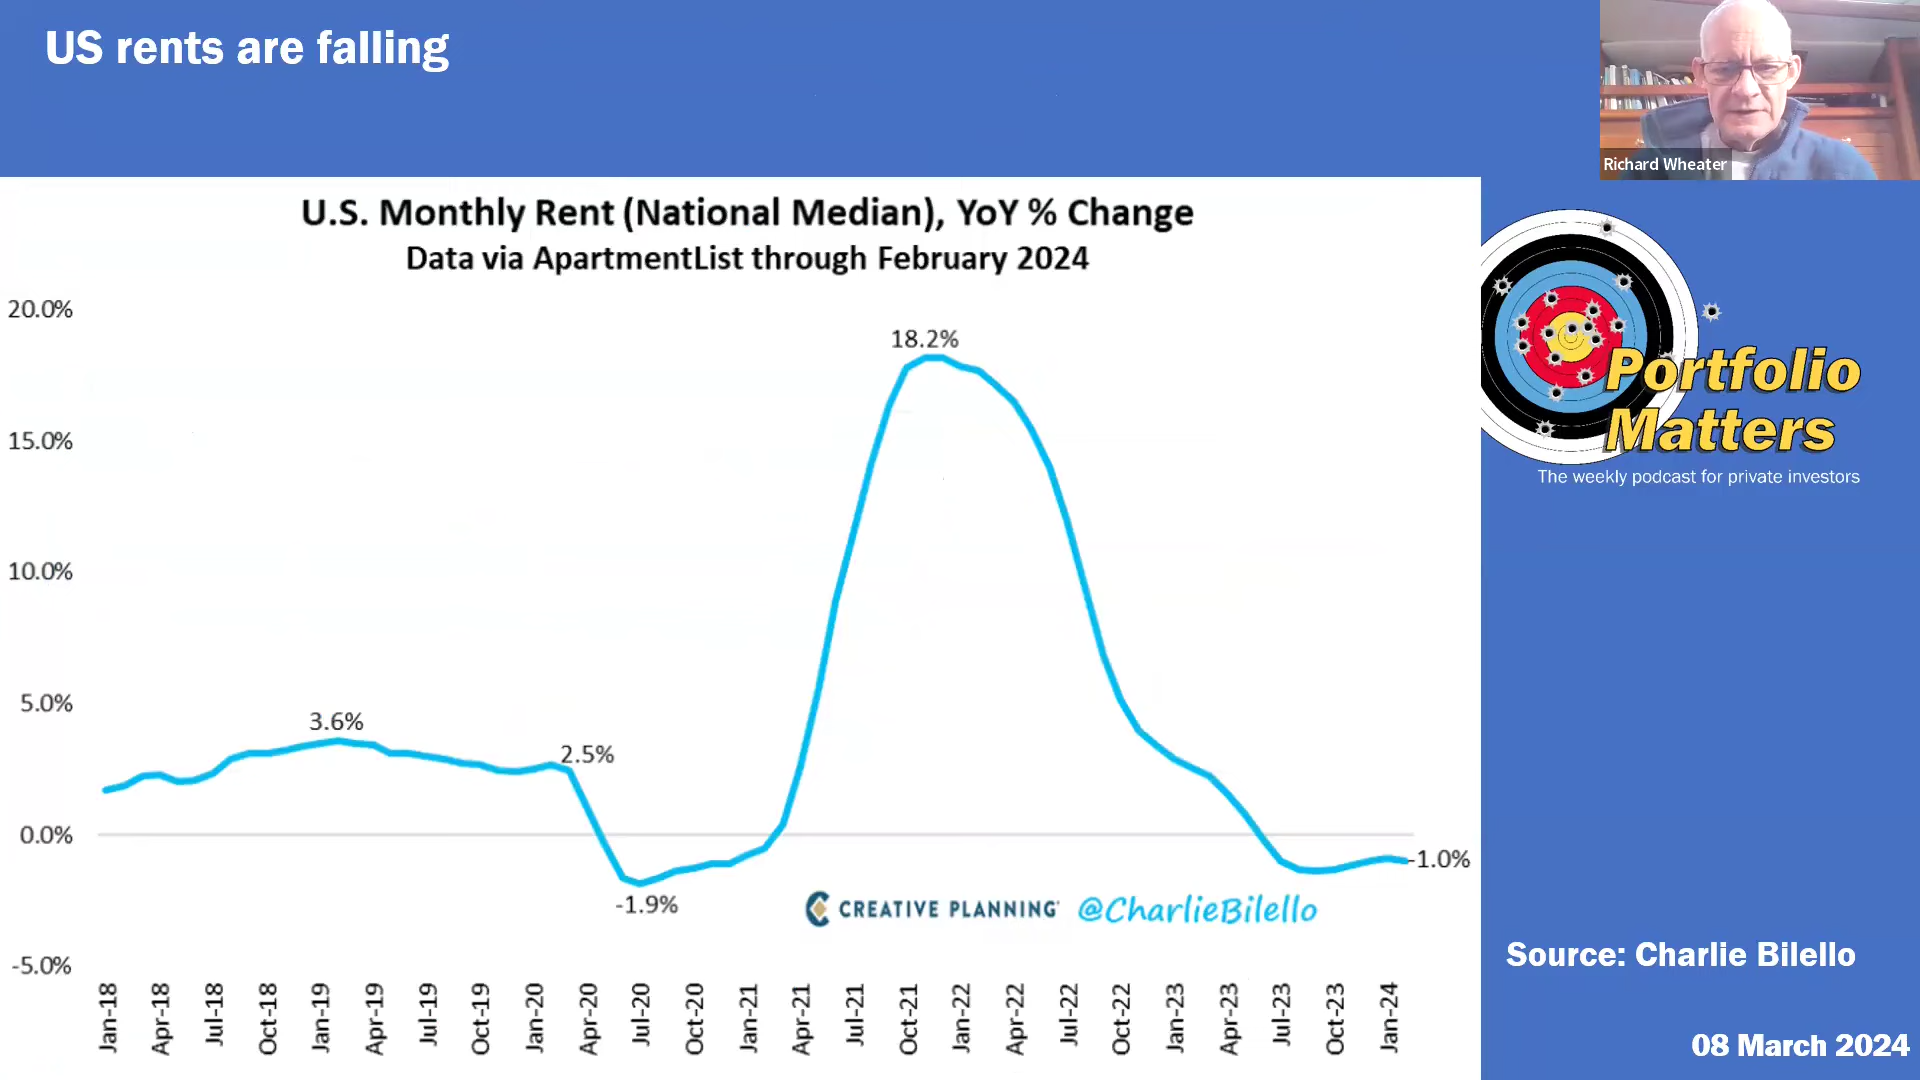 US rents are falling
Richard Wheater
U.S. Monthly Rent (National Median), YoY % Change
Data via ApartmentList through February 2024
20.0%
15.0%
10.0%
5.0%
0.0%
-5.0%
3.6%
2.5%
-1.9%
18.2%
-1.0%
CREATIVE PLANNING
@CharlieBilello
Jan-18
Apr-18
Jul-18
Oct-18
Jan-19
Apr-19
Jul-19
Oct-19
Jan-20
Apr-20
Jul-20
Oct-20
Jan-21
Apr-21
Jul-21
Oct-21
Jan-22
Apr-22
Jul-22
Oct-22
Jan-23
Apr-23
Jul-23
Oct-23
Jan-24
Portfolio
Matters
The weekly podcast for private investors
Source: Charlie Bilello
08 March 2024